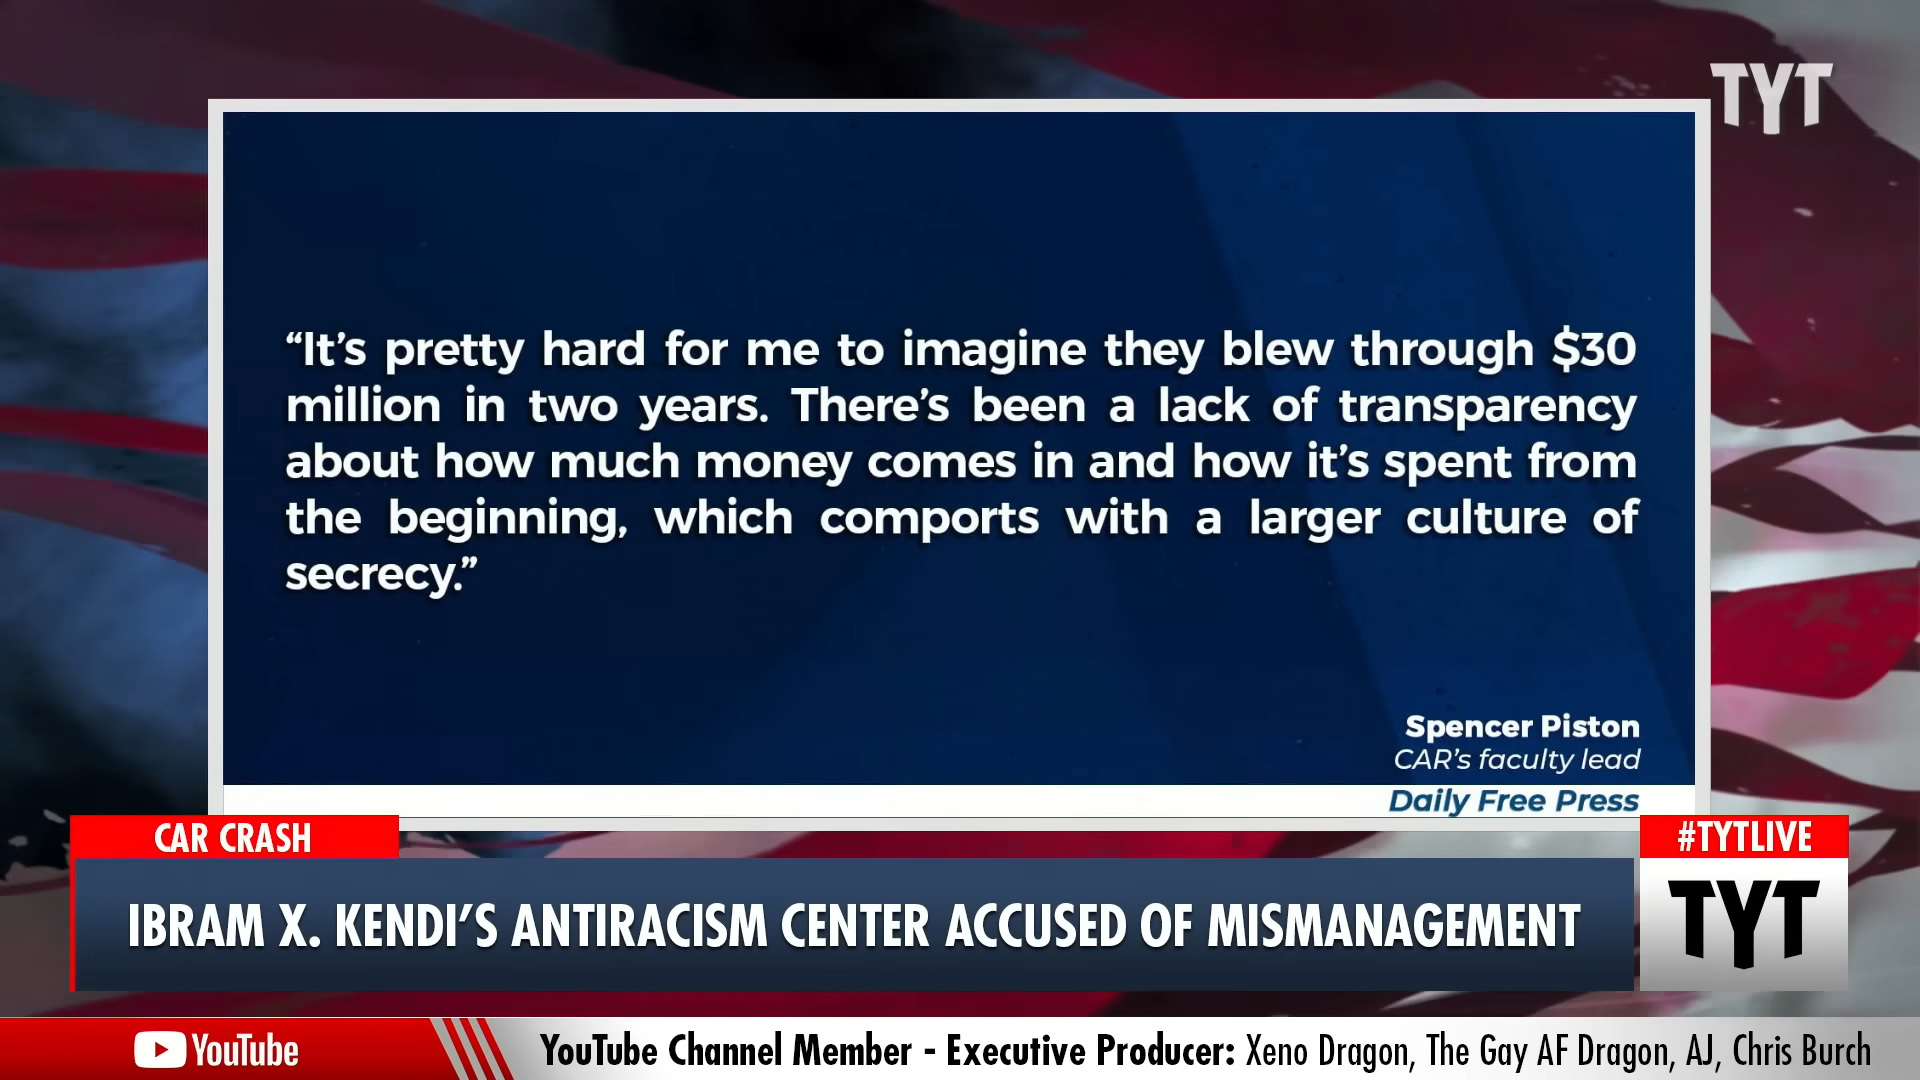 TYT
“It’s pretty hard for me to imagine they blew through $30
million in two years. There’s been a lack of transparency
about how much money comes in and how it’s spent from
the beginning, which comports with a larger culture of
secrecy.”
Spencer Piston
CAR’s faculty lead
Daily Free Press
CAR CRASH
#TYTLIVE
IBRAM X. KENDI’S ANTIRACISM CENTER ACCUSED OF MISMANAGEMENT
TYT
YouTube
YouTube Channel Member - Executive Producer: Xeno Dragon, The Gay AF Dragon, AJ, Chris Burch